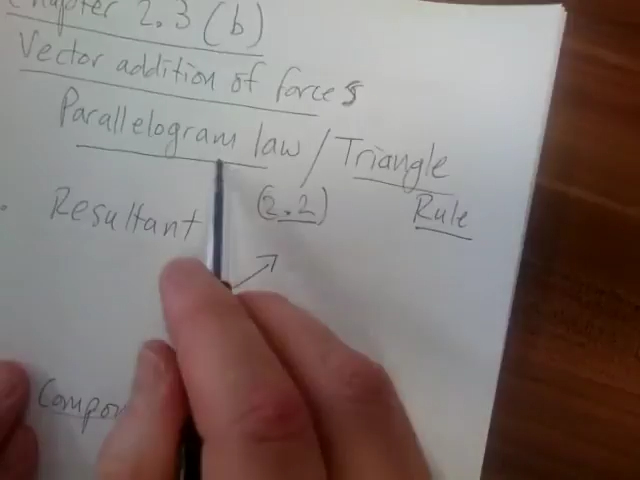 Chapter 2.3 (b)
Vector addition of forces
Parallelogram law / Triangle
Rule
Resultant (2.2)